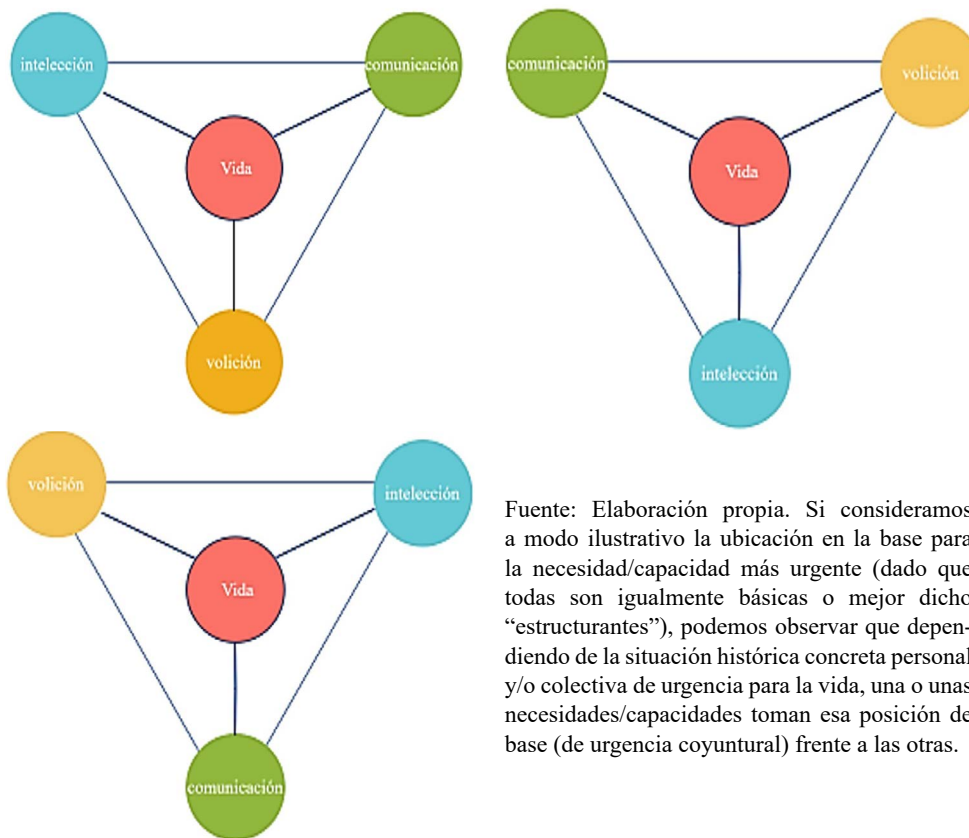 intelección
comunicación
Vida
volición
comunicación
volición
Vida
intelección
volición
intelección
Vida
comunicación
Fuente: Elaboración propia. Si consideramos
a modo ilustrativo la ubicación en la base para
la necesidad/capacidad más urgente (dado que
todas son igualmente básicas o mejor dicho
“estructurantes”), podemos observar que depen-
diendo de la situación histórica concreta personal
y/o colectiva de urgencia para la vida, una o unas
necesidades/capacidades toman esa posición de
base (de urgencia coyuntural) frente a las otras.